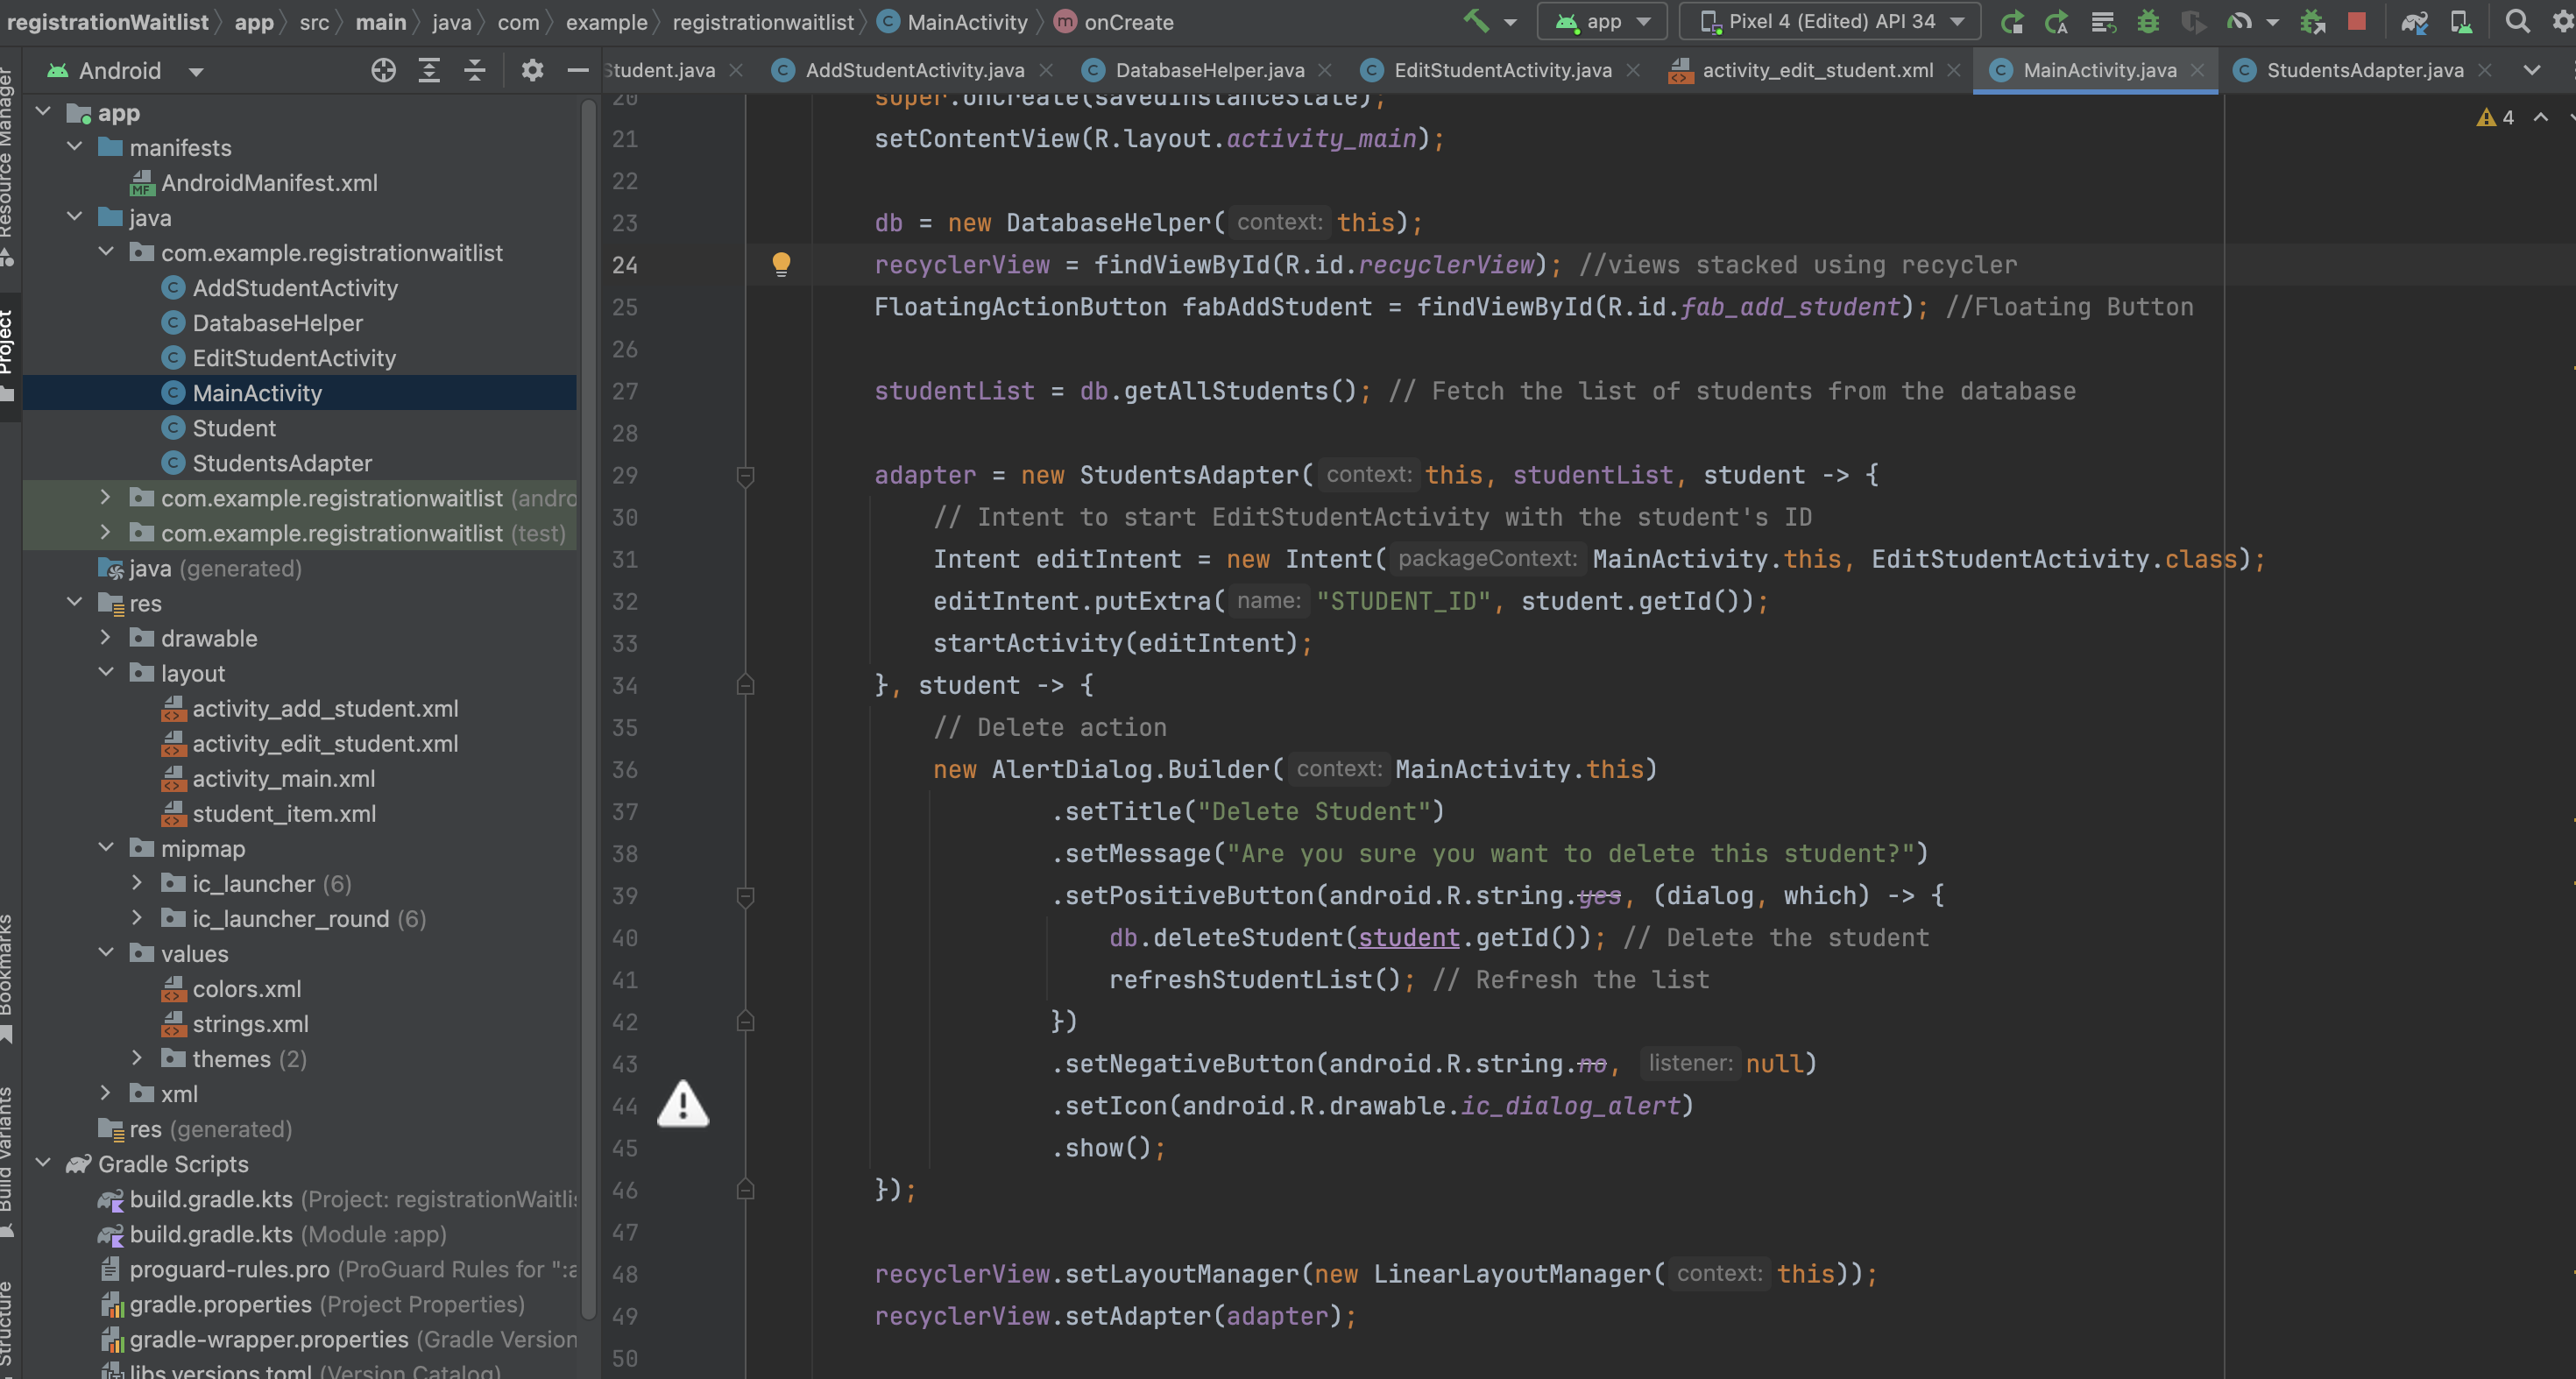 registrationWaitlist app src main java com example registrationwaitlist MainActivity onCreate app Pixel 4 (Edited) API 34
Android
Student.java AddStudentActivity.java DatabaseHelper.java EditStudentActivity.java activity_edit_student.xml MainActivity.java StudentsAdapter.java
Resource Manager
Project
Bookmarks
Build Variants
Structure
app
manifests
AndroidManifest.xml
java
com.example.registrationwaitlist
AddStudentActivity
DatabaseHelper
EditStudentActivity
MainActivity
Student
StudentsAdapter
com.example.registrationwaitlist (andro
com.example.registrationwaitlist (test)
java (generated)
res
drawable
layout
activity_add_student.xml
activity_edit_student.xml
activity_main.xml
student_item.xml
mipmap
ic_launcher (6)
ic_launcher_round (6)
values
colors.xml
strings.xml
themes (2)
xml
res (generated)
Gradle Scripts
build.gradle.kts (Project: registrationWaitlis
build.gradle.kts (Module :app)
proguard-rules.pro (ProGuard Rules for ":a
gradle.properties (Project Properties)
gradle-wrapper.properties (Gradle Version
libs.versions.toml (Version Catalog)
4
20 super.onCreate(savedInstanceState);
21 setContentView(R.layout.activity_main);
22
23 db = new DatabaseHelper( context: this);
24 recyclerView = findViewById(R.id.recyclerView); //views stacked using recycler
25 FloatingActionButton fabAddStudent = findViewById(R.id.fab_add_student); //Floating Button
26
27 studentList = db.getAllStudents(); // Fetch the list of students from the database
28
29 adapter = new StudentsAdapter( context: this, studentList, student -> {
30 // Intent to start EditStudentActivity with the student's ID
31 Intent editIntent = new Intent( packageContext: MainActivity.this, EditStudentActivity.class);
32 editIntent.putExtra( name: "STUDENT_ID", student.getId());
33 startActivity(editIntent);
34 }, student -> {
35 // Delete action
36 new AlertDialog.Builder( context: MainActivity.this)
37 .setTitle("Delete Student")
38 .setMessage("Are you sure you want to delete this student?")
39 .setPositiveButton(android.R.string.yes, (dialog, which) -> {
40 db.deleteStudent(student.getId()); // Delete the student
41 refreshStudentList(); // Refresh the list
42 })
43 .setNegativeButton(android.R.string.no, listener: null)
44 .setIcon(android.R.drawable.ic_dialog_alert)
45 .show();
46 });
47
48 recyclerView.setLayoutManager(new LinearLayoutManager( context: this));
49 recyclerView.setAdapter(adapter);
50